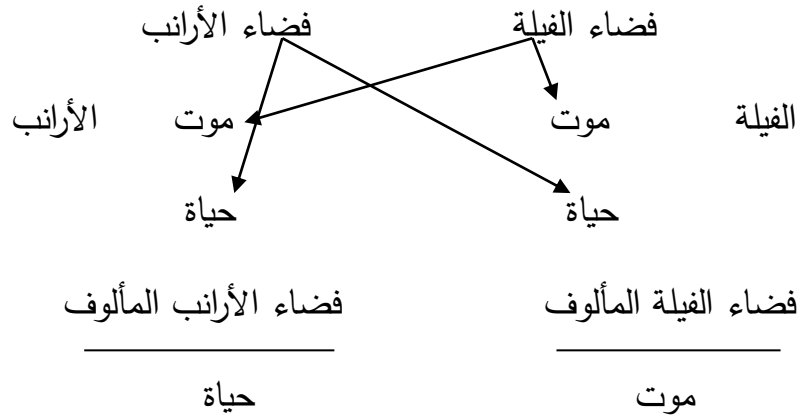 فضاء الفيلة فضاء الأرانب
الفيلة موت موت الأرانب
حياة حياة
فضاء الفيلة المألوف فضاء الأرانب المألوف
موت حياة